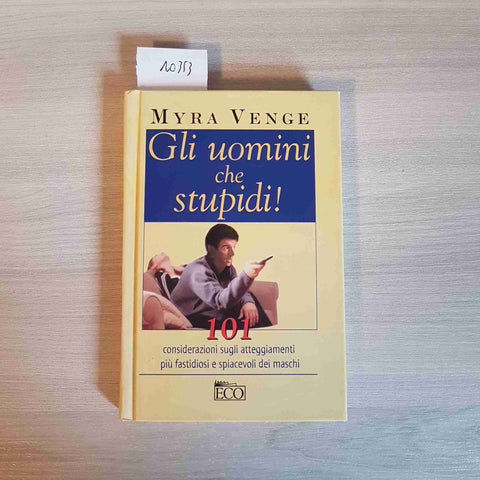 10353
MYRA VENGE
Gli uomini
che
stupidi!
101
considerazioni sugli atteggiamenti
più fastidiosi e spiacevoli dei maschi
ECO